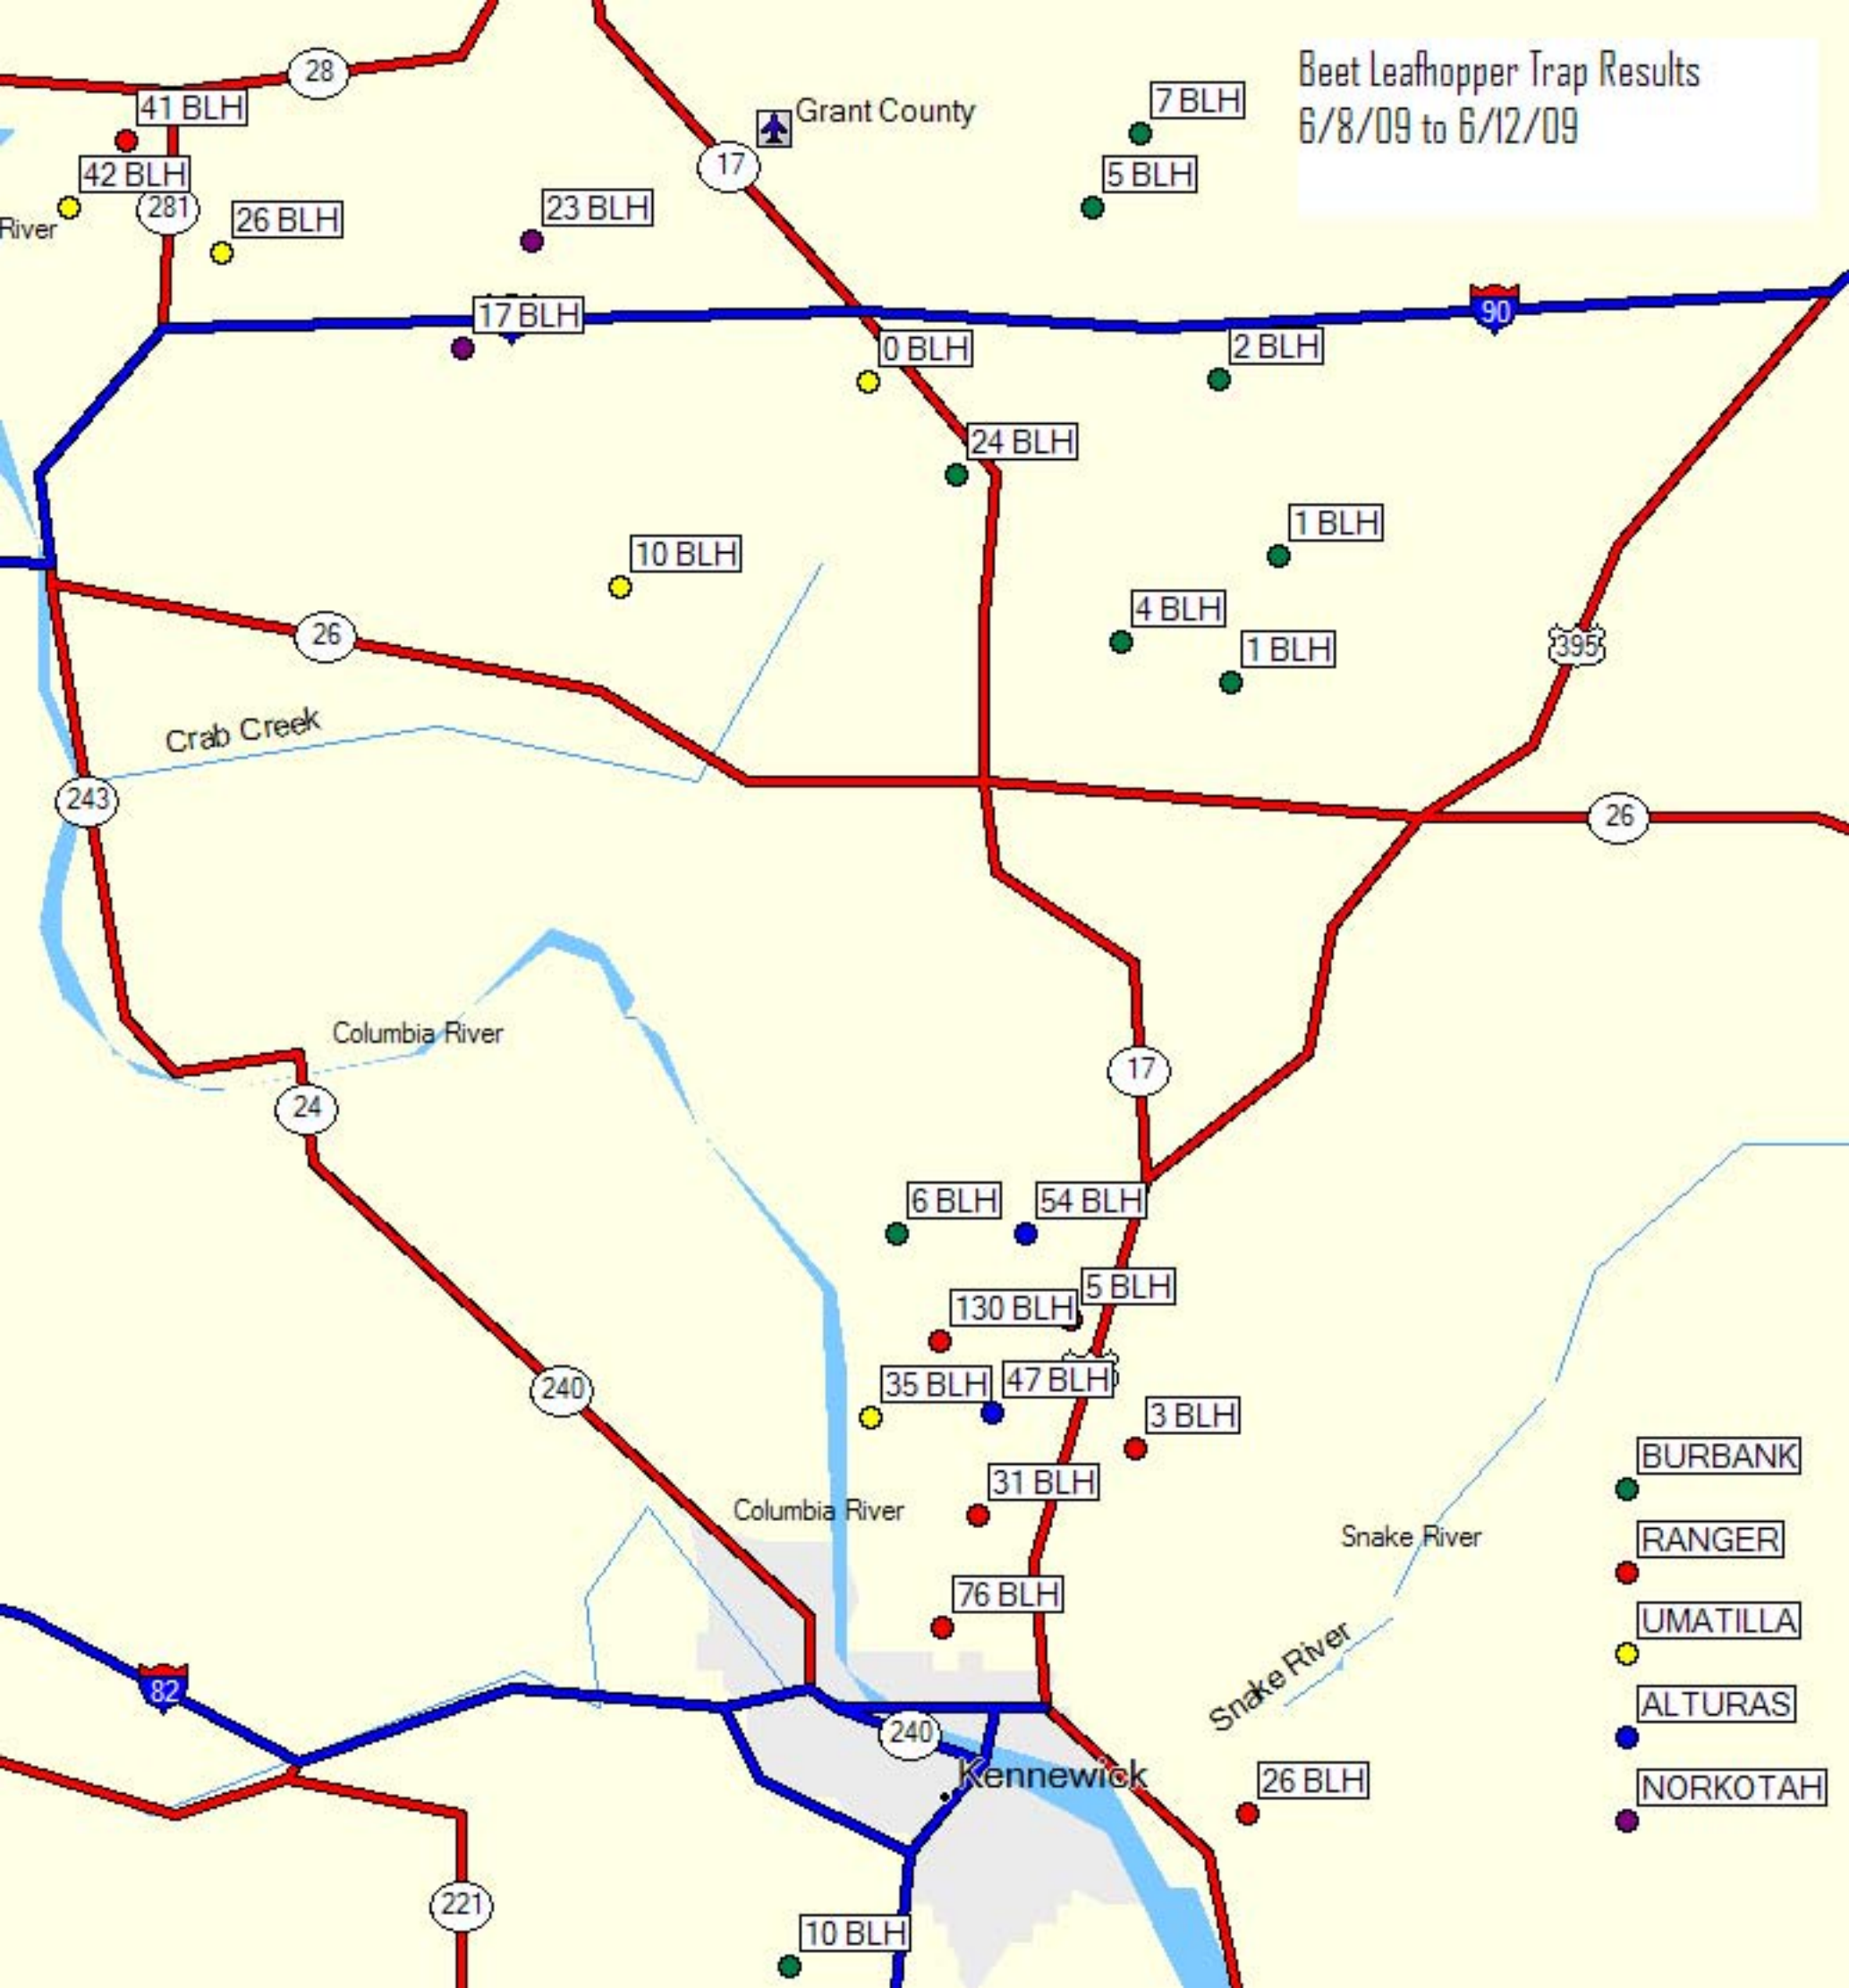 Beet Leafhopper Trap Results
6/8/09 to 6/12/09
28
41 BLH
7 BLH
Grant County
17
42 BLH
5 BLH
281
26 BLH
23 BLH
River
17 BLH
90
0 BLH
2 BLH
24 BLH
1 BLH
10 BLH
4 BLH
26
1 BLH
395
Crab Creek
243
26
Columbia River
17
24
6 BLH
54 BLH
5 BLH
130 BLH
240
35 BLH
47 BLH
3 BLH
31 BLH
Columbia River
Snake River
76 BLH
Snake River
82
240
Kennewick
26 BLH
221
10 BLH
BURBANK
RANGER
UMATILLA
ALTURAS
NORKOTAH